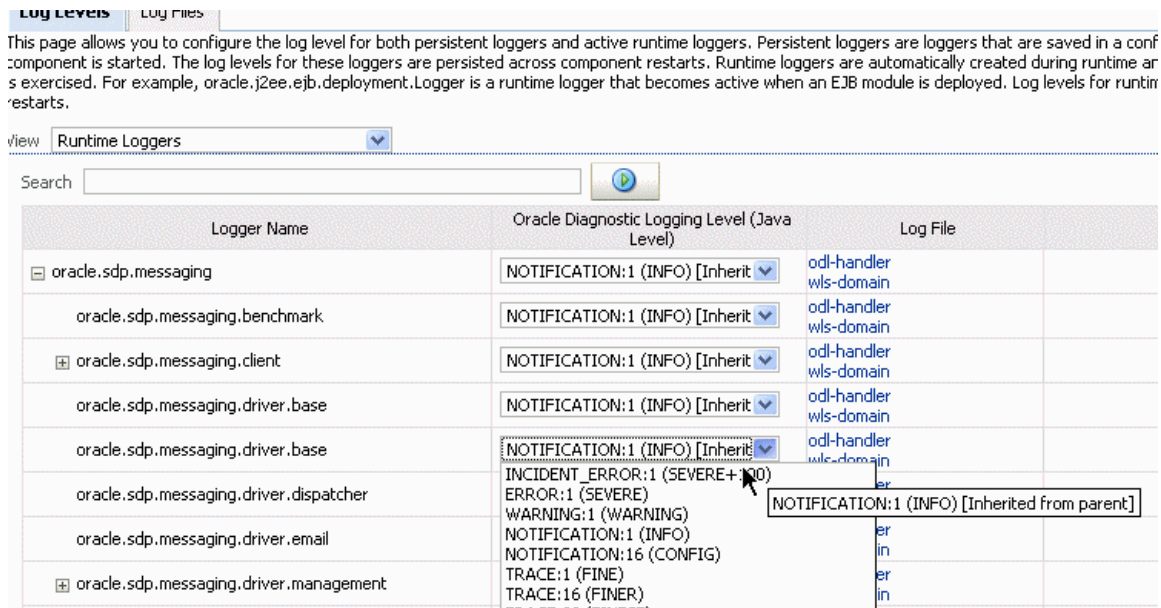 Log Levels Log Files
This page allows you to configure the log level for both persistent loggers and active runtime loggers. Persistent loggers are loggers that are saved in a conf
component is started. The log levels for these loggers are persisted across component restarts. Runtime loggers are automatically created during runtime an
s exercised. For example, oracle.j2ee.ejb.deployment.Logger is a runtime logger that becomes active when an EJB module is deployed. Log levels for runtim
restarts.
View Runtime Loggers
Search
Logger Name Oracle Diagnostic Logging Level (Java Level) Log File
oracle.sdp.messaging NOTIFICATION:1 (INFO) [Inherit odl-handler
wls-domain
oracle.sdp.messaging.benchmark NOTIFICATION:1 (INFO) [Inherit odl-handler
wls-domain
oracle.sdp.messaging.client NOTIFICATION:1 (INFO) [Inherit odl-handler
wls-domain
oracle.sdp.messaging.driver.base NOTIFICATION:1 (INFO) [Inherit odl-handler
wls-domain
oracle.sdp.messaging.driver.base NOTIFICATION:1 (INFO) [Inherit odl-handler
wls-domain
INCIDENT_ERROR:1 (SEVERE+100)
oracle.sdp.messaging.driver.dispatcher ERROR:1 (SEVERE) er
NOTIFICATION:1 (INFO) [Inherited from parent]
WARNING:1 (WARNING)
oracle.sdp.messaging.driver.email NOTIFICATION:1 (INFO) er
NOTIFICATION:16 (CONFIG) in
TRACE:1 (FINE) er
oracle.sdp.messaging.driver.management TRACE:16 (FINER) in